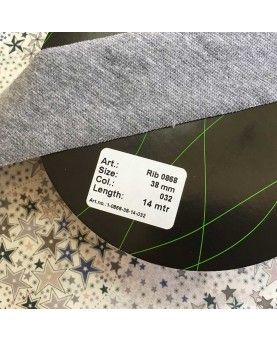 Art.: Rib 0868
Size: 38 mm
Col.: 032
Length: 14 mtr
Art.no.:1-0868-38-14-032